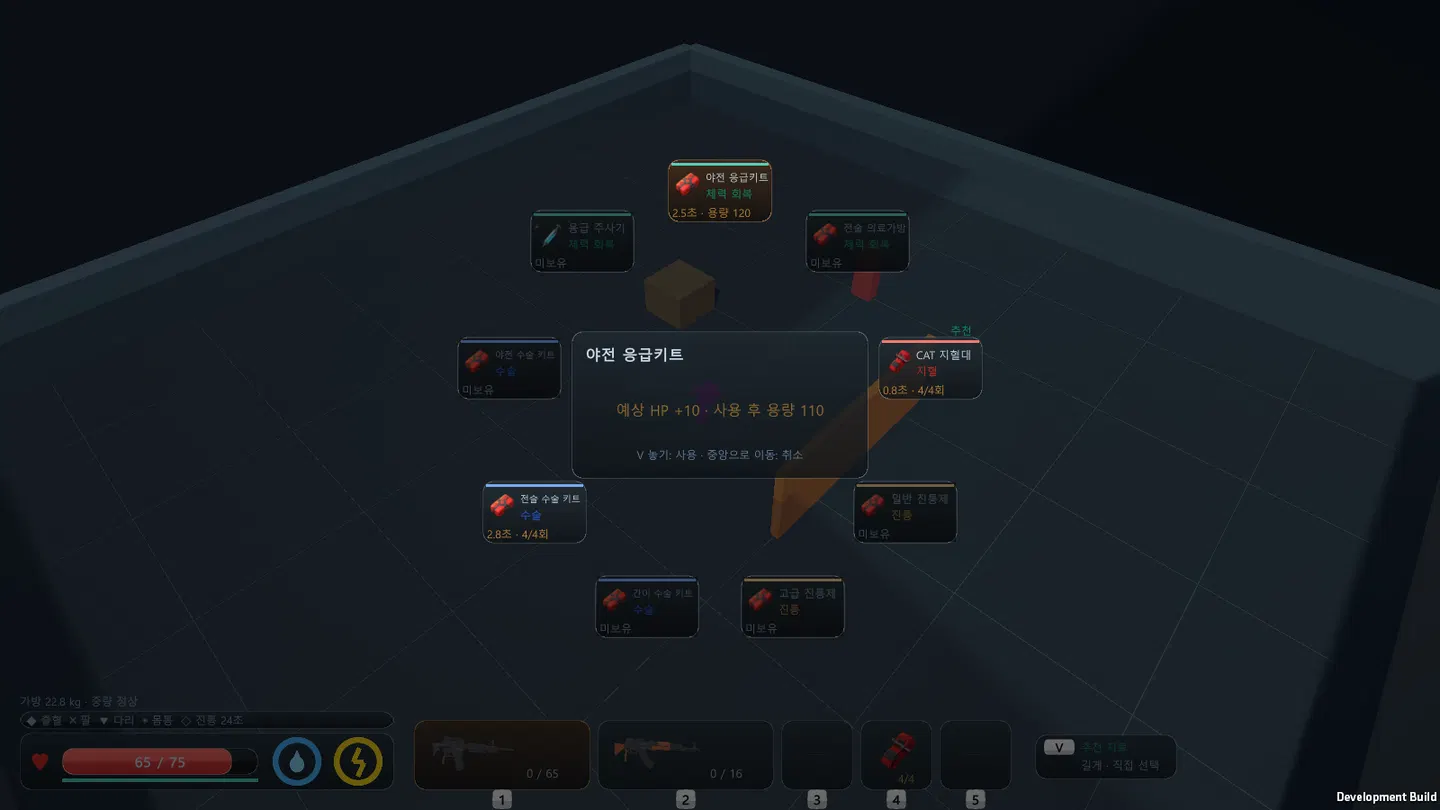 야전 응급키트
체력 회복
2.5초 · 용량 120
응급 주사기
체력 회복
미보유
전술 의료가방
체력 회복
미보유
추천
야전 수술 키트
수술
미보유
CAT 지혈대
지혈
0.8초 · 4/4회
야전 응급키트
예상 HP +10 · 사용 후 용량 110
V 놓기: 사용 · 중앙으로 이동: 취소
전술 수술 키트
수술
2.8초 · 4/4회
일반 진통제
진통
미보유
간이 수술 키트
수술
미보유
고급 진통제
진통
미보유
가방 22.8 kg · 중량 정상
출혈 팔 다리 몸통 진통 24초
65 / 75
0 / 65
1
0 / 16
2
3
4/4
4
5
V 추천 치료
길게 · 직접 선택
Development Build